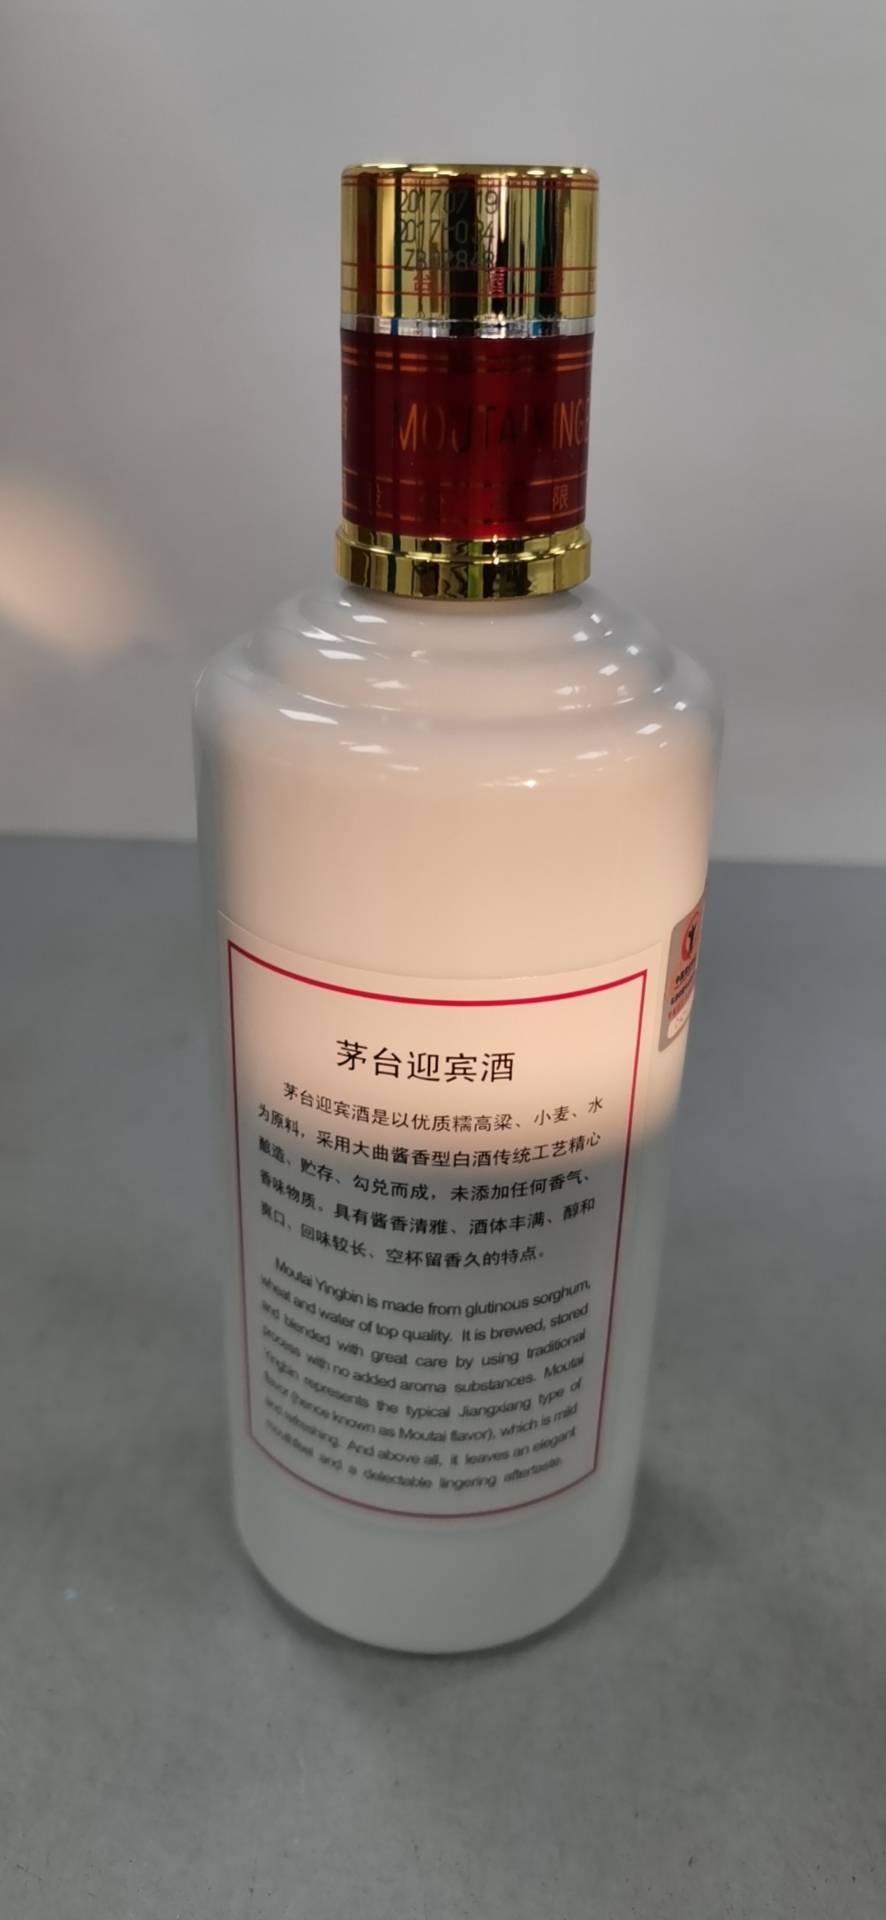 20170719
2017-034
MOUTAIYINGB
限
茅台迎宾酒
茅台迎宾酒是以优质糯高粱、小麦、水
为原料，采用大曲酱香型白酒传统工艺精心
酿造、贮存、勾兑而成，未添加任何香气、
香味物质。具有酱香清雅、酒体丰满、醇和
爽口、回味较长、空杯留香久的特点。
Moutai Yingbin is made from glutinous sorghum,
wheat and water of top quality. It is brewed, stored
and blended with great care by using traditional
process with no added aroma substances. Moutai
Yingbin represents the typical Jiangxiang type of
flavor (hence known as Moutai flavor), which is mild
and refreshing. And above all, it leaves an elegant
mouthfeel and a delectable lingering aftertaste.